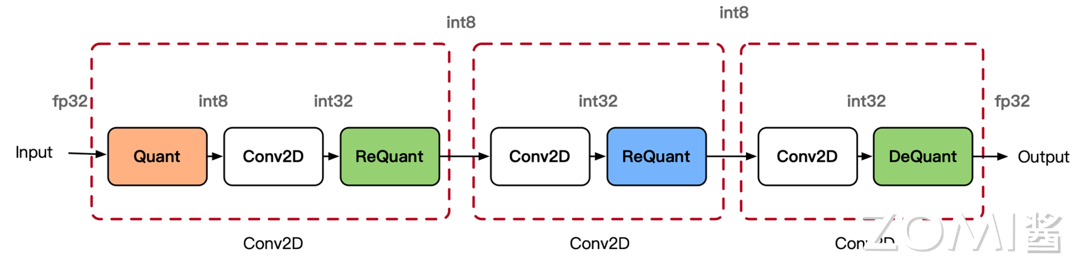 int8
int8
fp32
int8
int32
int32
int32
fp32
Input
Quant
Conv2D
ReQuant
Conv2D
ReQuant
Conv2D
DeQuant
Output
Conv2D
Conv2D
Conv2D
ZOMI酱